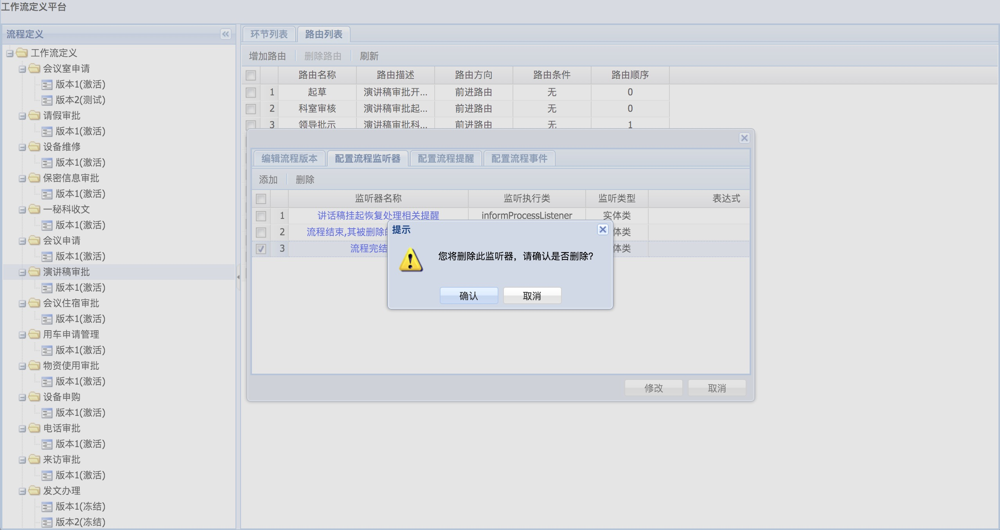 工作流定义平台
流程定义
工作流定义
会议室申请
版本1(激活)
版本2(测试)
请假审批
版本1(激活)
设备维修
版本1(激活)
保密信息审批
版本1(激活)
一秘科收文
版本1(激活)
会议申请
版本1(激活)
演讲稿审批
版本1(激活)
会议住宿审批
版本1(激活)
用车申请管理
版本1(激活)
物资使用审批
版本1(激活)
设备申购
版本1(激活)
电话审批
版本1(激活)
来访审批
版本1(激活)
发文办理
版本1(冻结)
版本2(冻结)
环节列表 路由列表
增加路由 删除路由 刷新
路由名称 路由描述 路由方向 路由条件 路由顺序
1 起草 演讲稿审批开... 前进路由 无 0
2 科室审核 演讲稿审批起... 前进路由 无 0
3 领导批示 演讲稿审批科... 前进路由 无 1
编辑流程版本 配置流程监听器 配置流程提醒 配置流程事件
添加 删除
监听器名称 监听执行类 监听类型 表达式
1 讲话稿挂起恢复处理相关提醒 informProcessListener 实体类
2 流程结束,其被删除 体类
3 流程完结 体类
提示
您将删除此监听器，请确认是否删除?
确认 取消
修改 取消